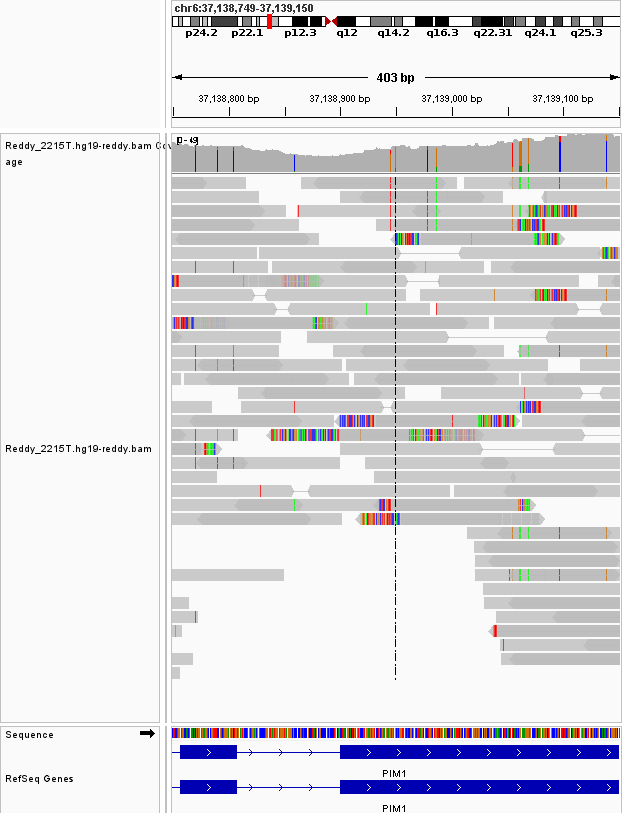 chr6:37,138,749-37,139,150
p24.2 p22.1 p12.3 q12 q14.2 q16.3 q22.31 q24.1 q25.3
403 bp
37,138,800 bp 37,138,900 bp 37,139,000 bp 37,139,100 bp
Reddy_2215T.hg19-reddy.bam Cov
age
Reddy_2215T.hg19-reddy.bam
Sequence
PIM1
RefSeq Genes
PIM1